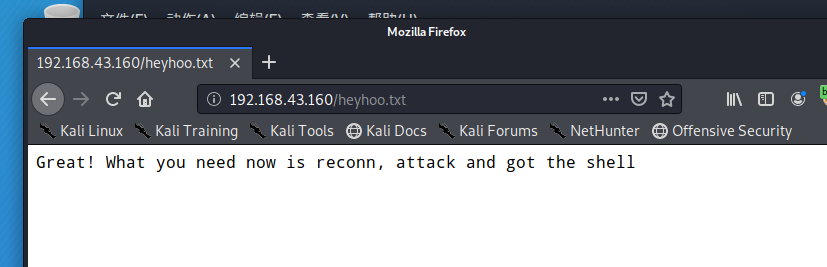 文件(F) 动作(A) 编辑(E) 查看(V) 帮助(H)
Mozilla Firefox
192.168.43.160/heyhoo.txt
192.168.43.160/heyhoo.txt
Kali Linux Kali Training Kali Tools Kali Docs Kali Forums NetHunter Offensive Security
Great! What you need now is reconn, attack and got the shell